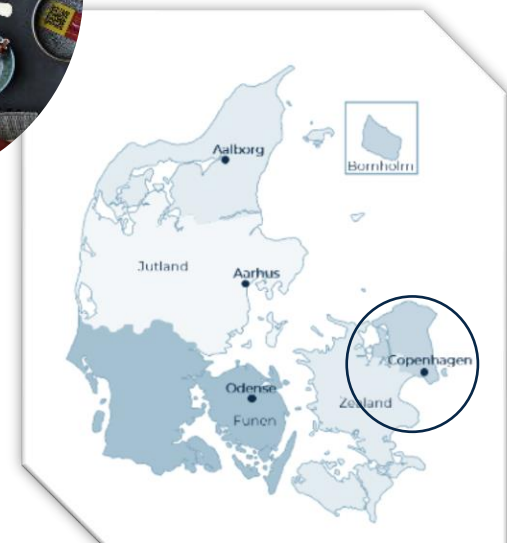 Aalborg
Bornholm
Jutland
Aarhus
Copenhagen
Odense
Zealand
Funen